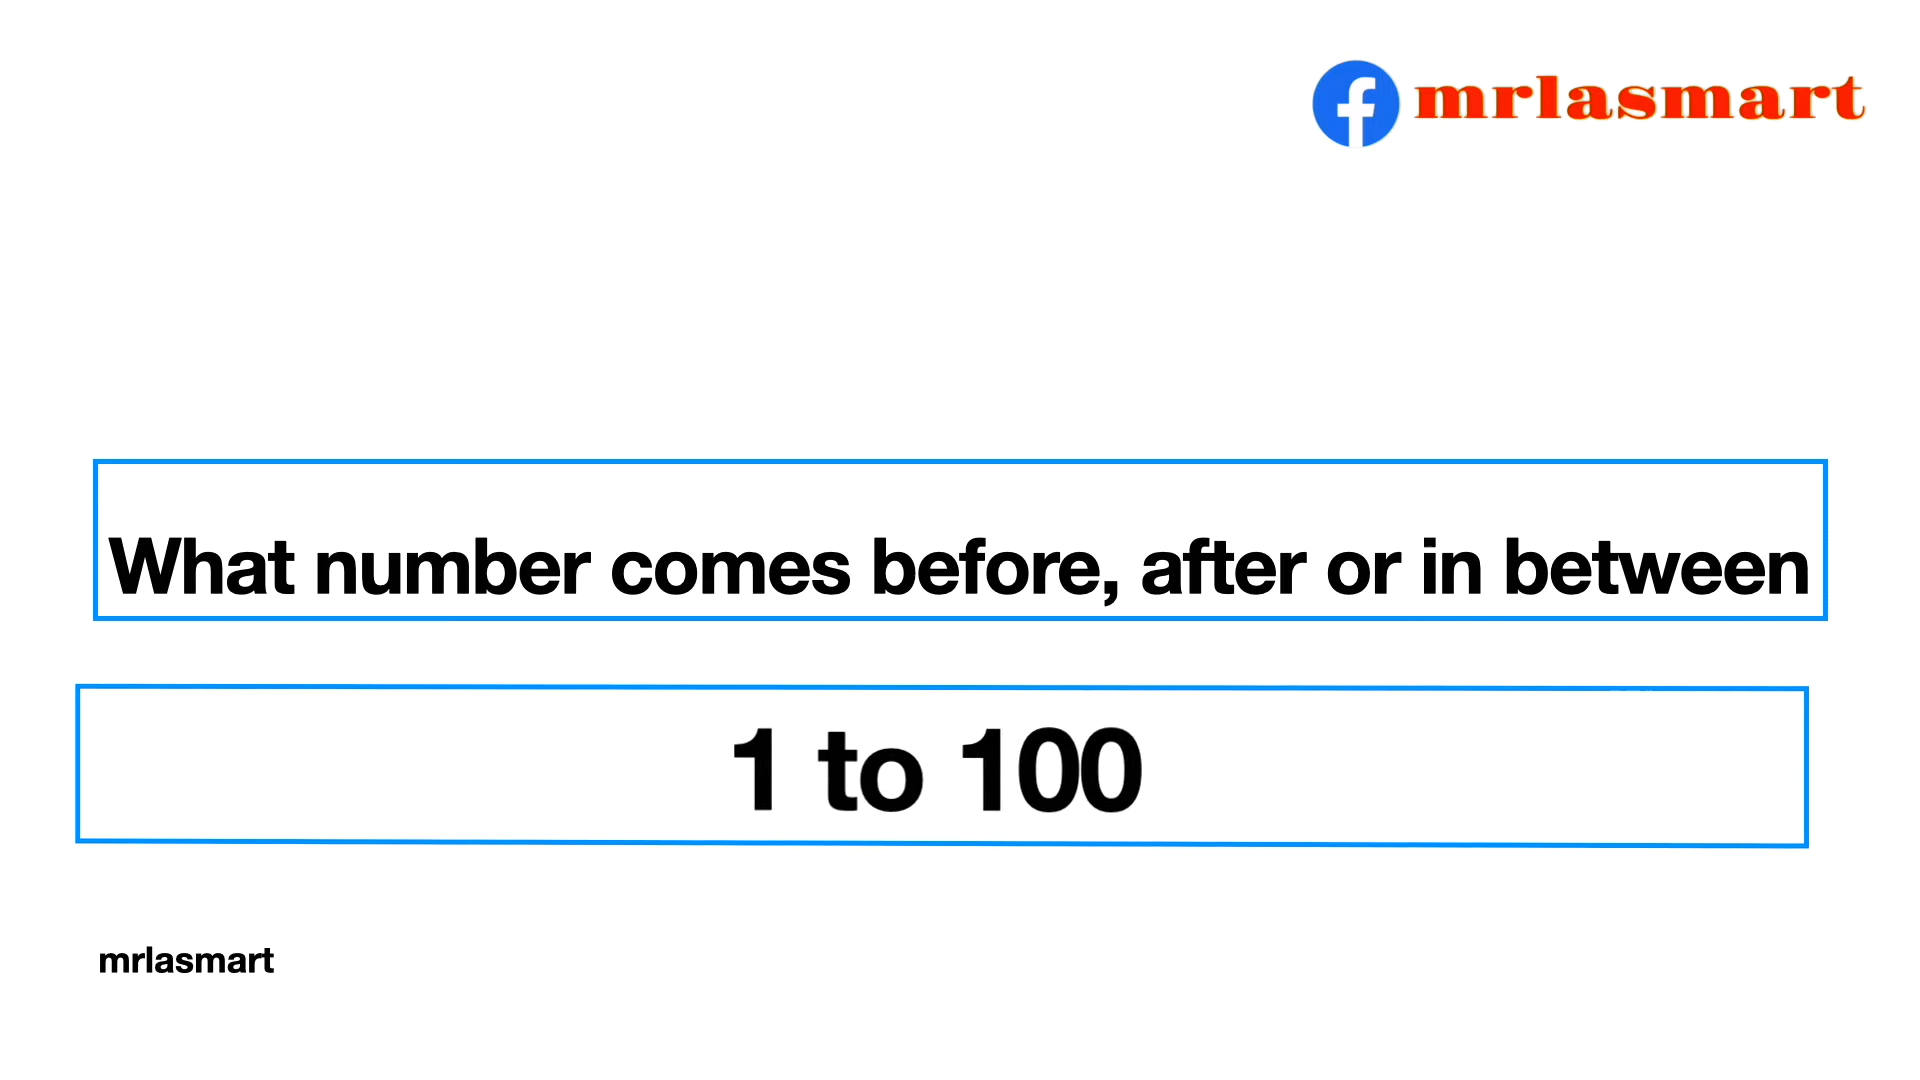 mrlasmart
What number comes before, after or in between
1 to 100
mrlasmart